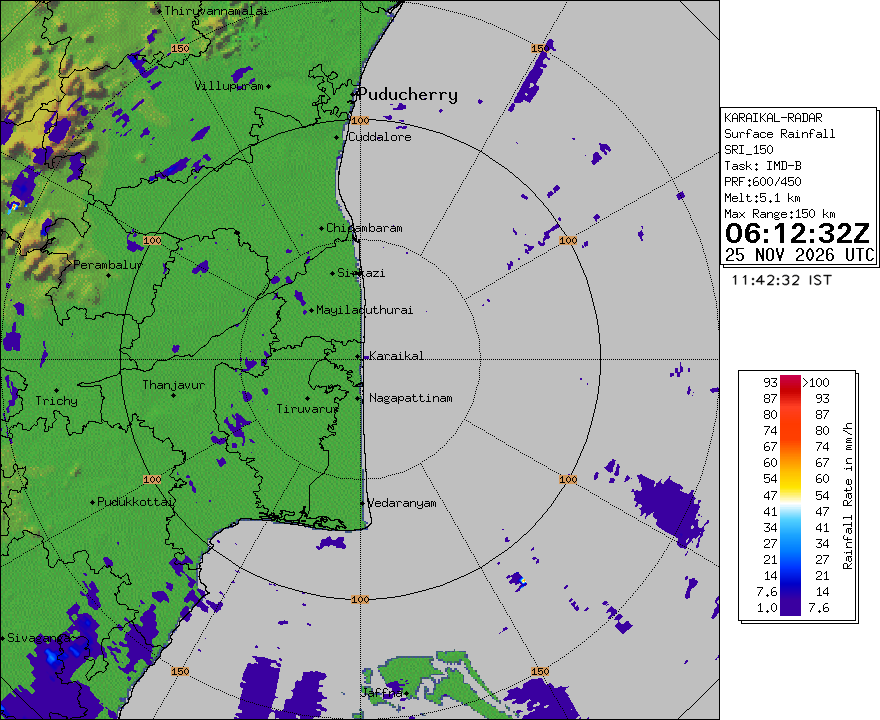 Thiruvannamalai
150
150
Villupuram
Puducherry
100
Cuddalore
Chidambaram
100
100
Perambalur
Sirkazi
Mayiladuthurai
Karaikal
Thanjavur
Trichy
Nagapattinam
Tiruvarur
100
100
Pudukkottai
Vedaranyam
100
Sivaganga
150
150
Jaffna
KARAIKAL-RADAR
Surface Rainfall
SRI_150
Task: IMD-B
PRF:600/450
Melt:5.1 km
Max Range:150 km
06:12:32Z
25 NOV 2026 UTC
11:42:32 IST
93 >100
87 93
80 87
74 80
67 74
60 67
54 60
47 54
41 47
34 41
27 34
21 27
14 21
7.6 14
1.0 7.6
Rainfall Rate in mm/h